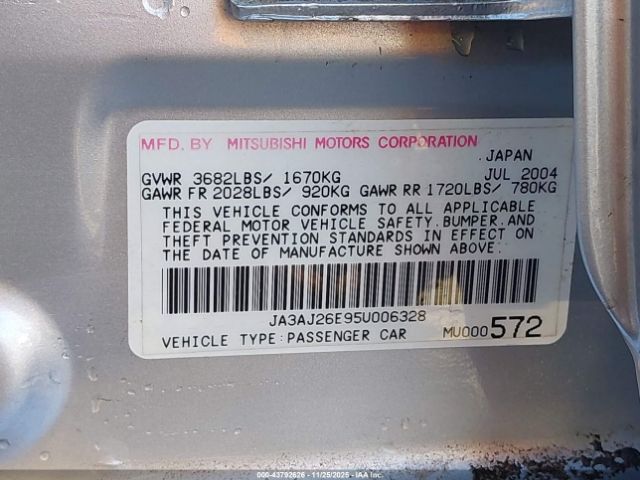 MFD. BY MITSUBISHI MOTORS CORPORATION
JAPAN
GVWR 3682LBS/ 1670KG JUL 2004
GAWR FR 2028LBS/ 920KG GAWR RR 1720LBS/ 780KG
THIS VEHICLE CONFORMS TO ALL APPLICABLE
FEDERAL MOTOR VEHICLE SAFETY, BUMPER, AND
THEFT PREVENTION STANDARDS IN EFFECT ON
THE DATE OF MANUFACTURE SHOWN ABOVE.
JA3AJ26E95U006328
VEHICLE TYPE: PASSENGER CAR MU000572
Stock #: 43792626 - 11/25/2025 - IAA Inc.